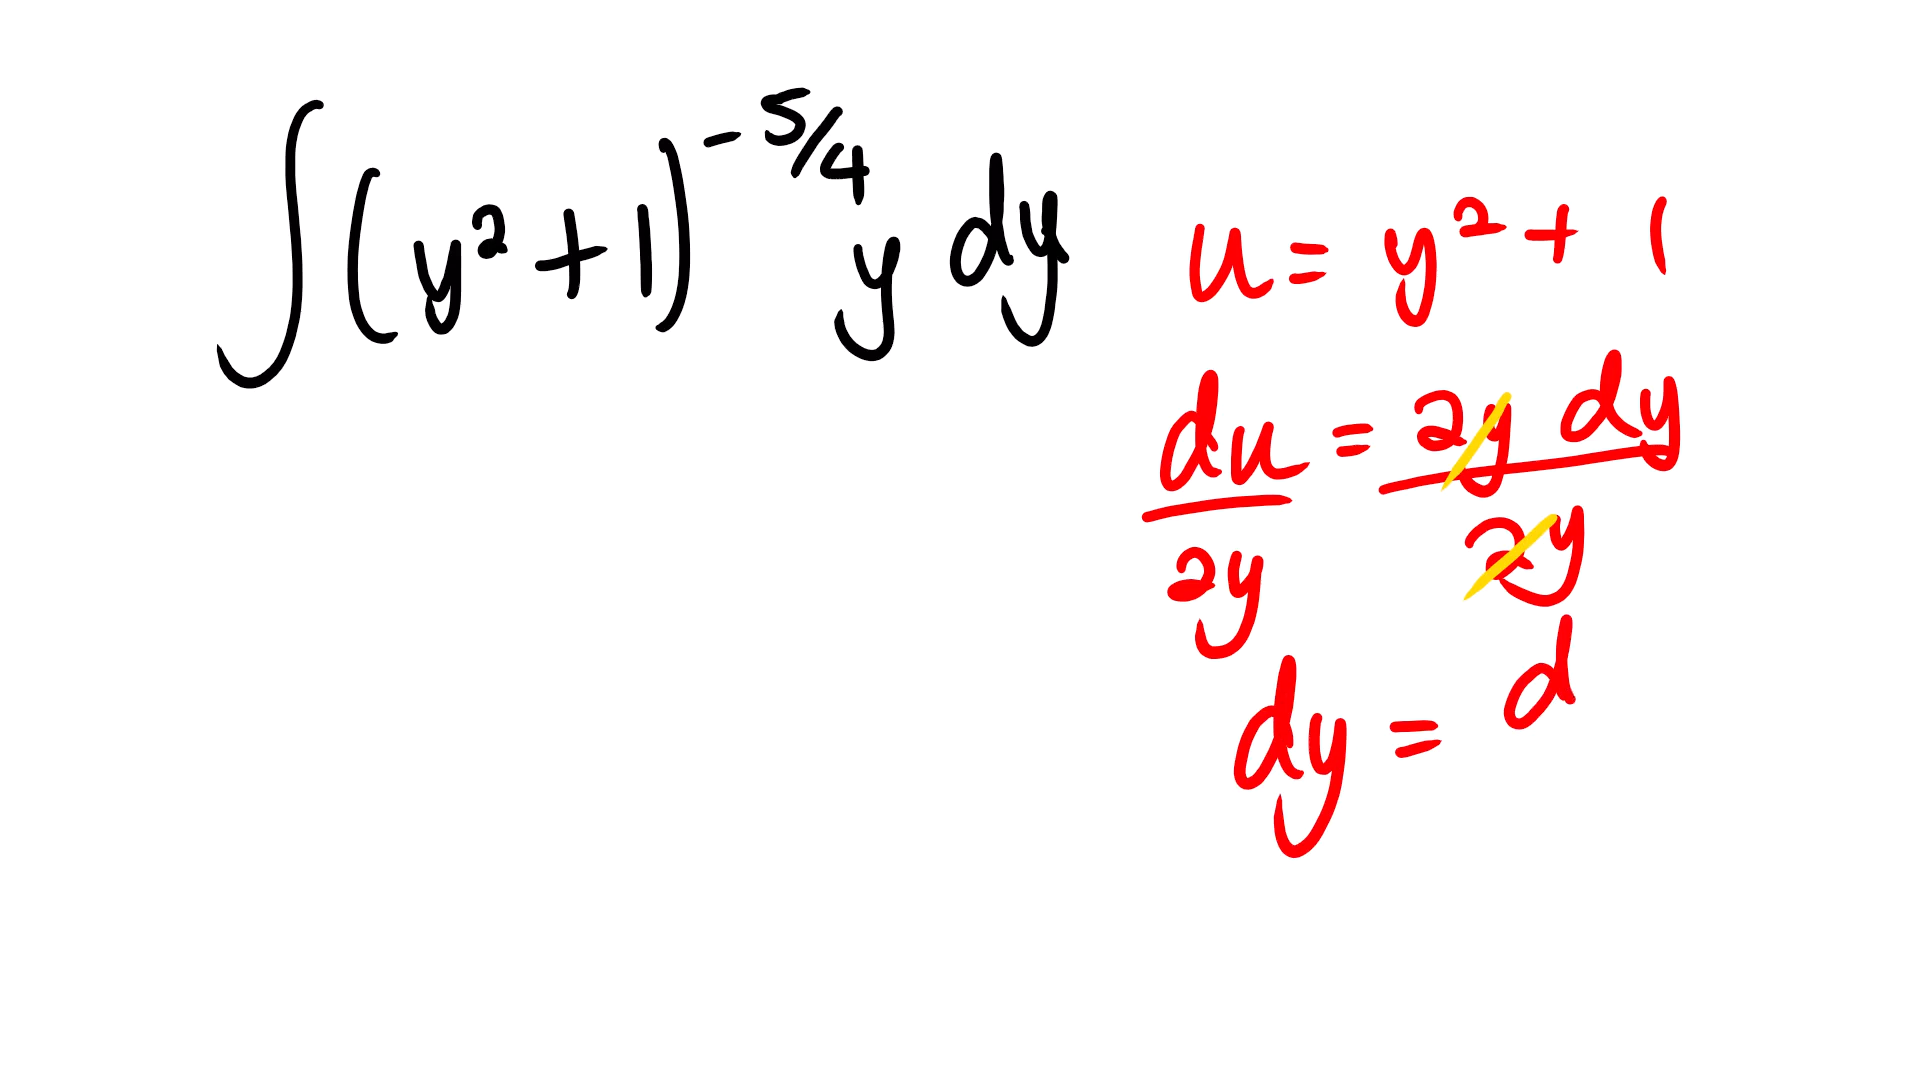 ∫(y²+1)^(-5/4) y dy
u = y² + 1
du/2y = 2y dy/2y
dy = d